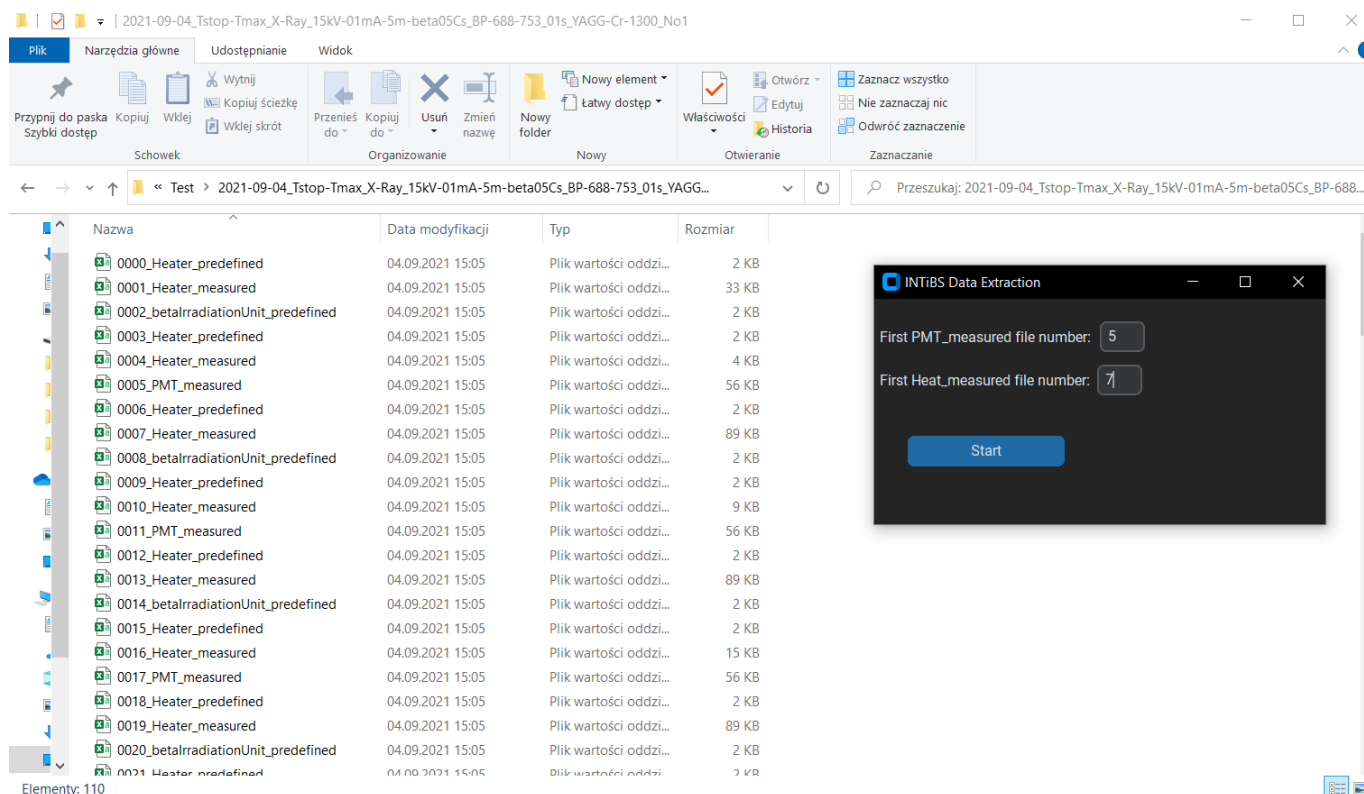 2021-09-04_Tstop-Tmax_X-Ray_15kV-01mA-5m-beta05Cs_BP-688-753_01s_YAGG-Cr-1300_No1
Plik Narzędzia główne Udostępnianie Widok
Przypnij do paska Szybki dostęp
Kopiuj
Wklej
Wytnij
Kopiuj ścieżkę
Wklej skrót
Schowek
Przenieś do
Kopiuj do
Usuń
Zmień nazwę
Organizowanie
Nowy folder
Nowy element
Łatwy dostęp
Nowy
Właściwości
Otwórz
Edytuj
Historia
Otwieranie
Zaznacz wszystko
Nie zaznaczaj nic
Odwróć zaznaczenie
Zaznaczanie
« Test > 2021-09-04_Tstop-Tmax_X-Ray_15kV-01mA-5m-beta05Cs_BP-688-753_01s_YAGG...
Przeszukaj: 2021-09-04_Tstop-Tmax_X-Ray_15kV-01mA-5m-beta05Cs_BP-688...
Nazwa Data modyfikacji Typ Rozmiar
0000_Heater_predefined 04.09.2021 15:05 Plik wartości oddzi... 2 KB
0001_Heater_measured 04.09.2021 15:05 Plik wartości oddzi... 33 KB
0002_betaIrradiationUnit_predefined 04.09.2021 15:05 Plik wartości oddzi... 2 KB
0003_Heater_predefined 04.09.2021 15:05 Plik wartości oddzi... 2 KB
0004_Heater_measured 04.09.2021 15:05 Plik wartości oddzi... 4 KB
0005_PMT_measured 04.09.2021 15:05 Plik wartości oddzi... 56 KB
0006_Heater_predefined 04.09.2021 15:05 Plik wartości oddzi... 2 KB
0007_Heater_measured 04.09.2021 15:05 Plik wartości oddzi... 89 KB
0008_betaIrradiationUnit_predefined 04.09.2021 15:05 Plik wartości oddzi... 2 KB
0009_Heater_predefined 04.09.2021 15:05 Plik wartości oddzi... 2 KB
0010_Heater_measured 04.09.2021 15:05 Plik wartości oddzi... 9 KB
0011_PMT_measured 04.09.2021 15:05 Plik wartości oddzi... 56 KB
0012_Heater_predefined 04.09.2021 15:05 Plik wartości oddzi... 2 KB
0013_Heater_measured 04.09.2021 15:05 Plik wartości oddzi... 89 KB
0014_betaIrradiationUnit_predefined 04.09.2021 15:05 Plik wartości oddzi... 2 KB
0015_Heater_predefined 04.09.2021 15:05 Plik wartości oddzi... 2 KB
0016_Heater_measured 04.09.2021 15:05 Plik wartości oddzi... 15 KB
0017_PMT_measured 04.09.2021 15:05 Plik wartości oddzi... 56 KB
0018_Heater_predefined 04.09.2021 15:05 Plik wartości oddzi... 2 KB
0019_Heater_measured 04.09.2021 15:05 Plik wartości oddzi... 89 KB
0020_betaIrradiationUnit_predefined 04.09.2021 15:05 Plik wartości oddzi... 2 KB
0021_Heater_predefined 04.09.2021 15:05 Plik wartości oddzi... 2 KB
Elementy: 110
INTiBS Data Extraction
First PMT_measured file number: 5
First Heat_measured file number: 7
Start